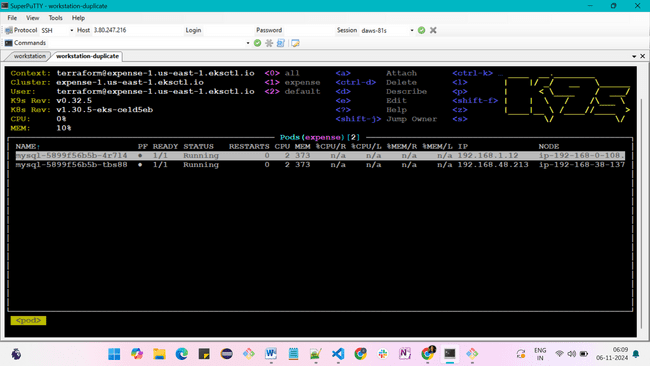 SuperPuTTY - workstation-duplicate
File View Tools Help
Protocol SSH Host 3.80.247.216 Login Password Session daws-81s
Commands
workstation workstation-duplicate
Context: terraform@expense-1.us-east-1.eksctl.io <0> all <a> Attach <ctrl-k>
Cluster: expense-1.us-east-1.eksctl.io <1> expense <ctrl-d> Delete <l>
User: terraform@expense-1.us-east-1.eksctl.io <2> default <d> Describe <p>
K9s Rev: v0.32.5 <e> Edit <shift-f>
K8s Rev: v1.30.5-eks-ce1d5eb <?> Help <z>
CPU: 0% <shift-j> Jump Owner <s>
MEM: 10%
Pods(expense)[2]
NAME↑ PF READY STATUS RESTARTS CPU MEM %CPU/R %CPU/L %MEM/R %MEM/L IP NODE
mysql-5899f56b5b-4r714 ● 1/1 Running 0 2 373 n/a n/a n/a n/a 192.168.1.12 ip-192-168-0-108.
mysql-5899f56b5b-tbs88 ● 1/1 Running 0 2 373 n/a n/a n/a n/a 192.168.48.213 ip-192-168-38-137
<pod>
ENG
IN
06:09
06-11-2024